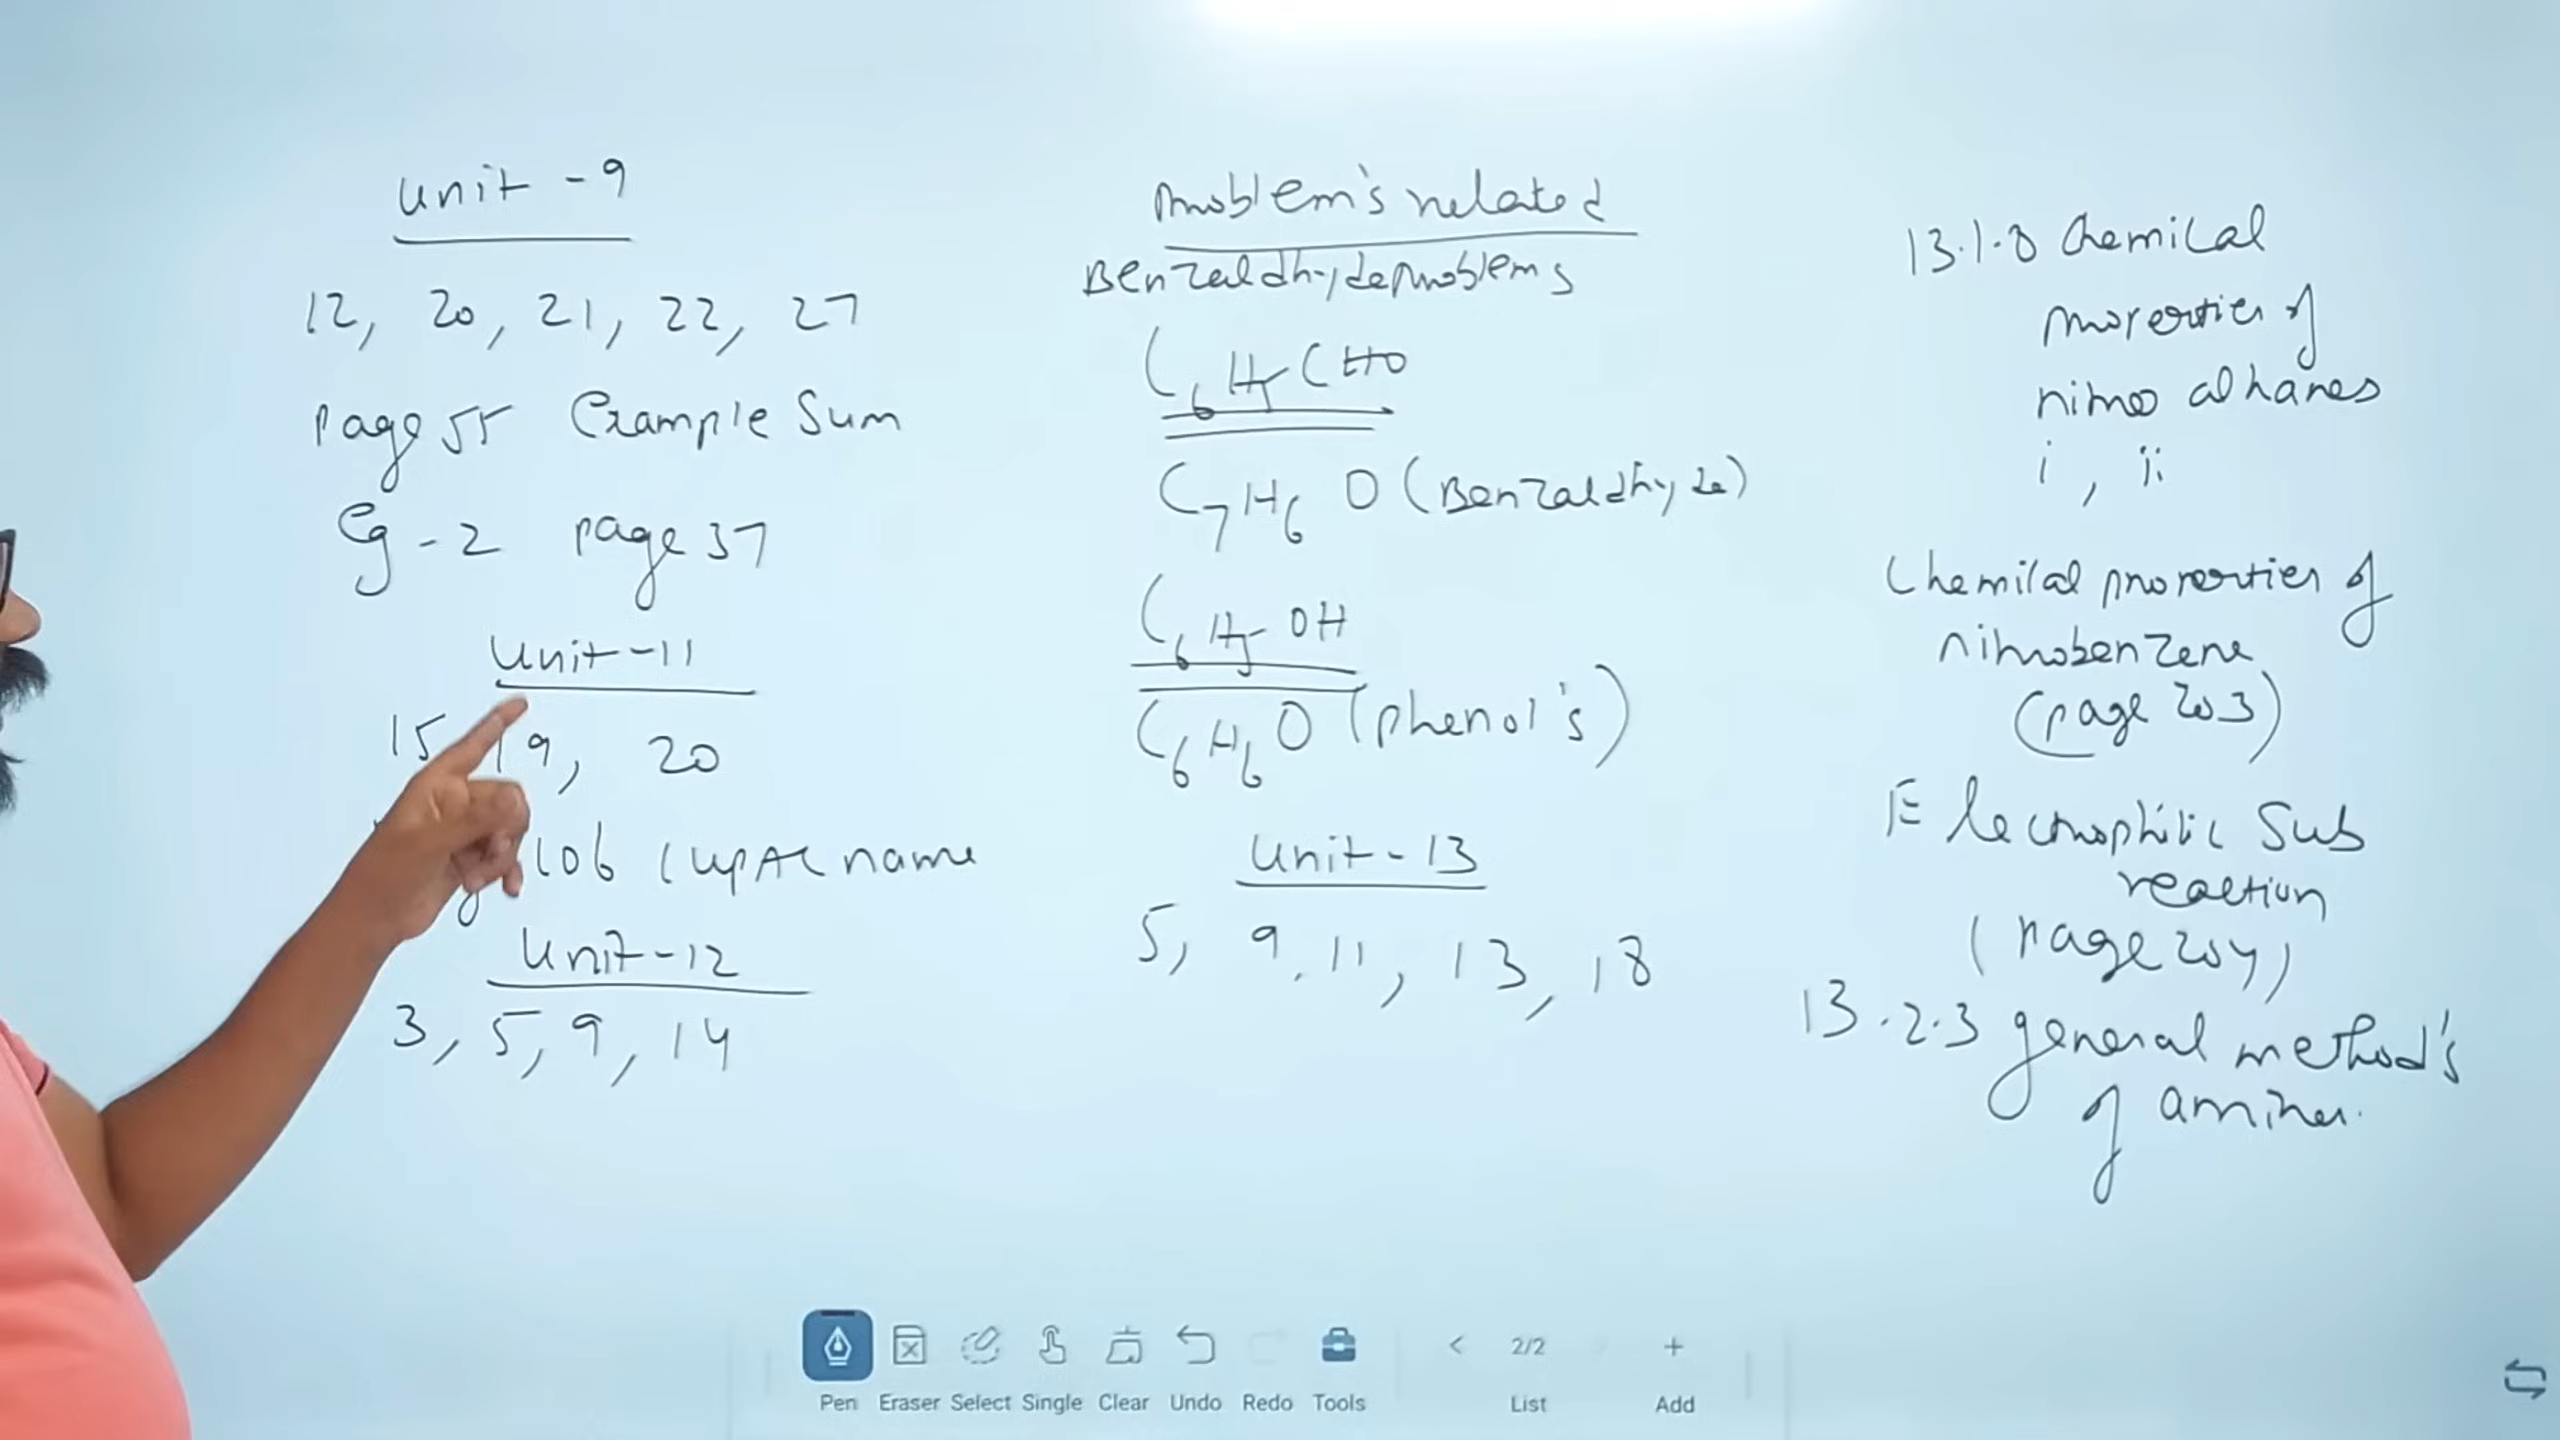 Unit - 9
12, 20, 21, 22, 27
page 55 Example Sum
Eg - 2 page 37
Unit - 11
15 19, 20
106 IUPAC name
Unit - 12
3, 5, 9, 14
Problem's related
Benzaldhyde problems
C6H5CHO
C7H6O (Benzaldhyde)
C6H5-OH
C6H6O (phenol's)
Unit - 13
5, 9, 11, 13, 18
13.1.8 Chemical
properties of
nitro alkanes
i, ii
Chemical properties of
nitrobenzene
(page 203)
Electrophilic Sub
reaction
(page 204)
13.2.3 general method's
of amines.
Pen Eraser Select Single Clear Undo Redo Tools < 2/2 List + Add